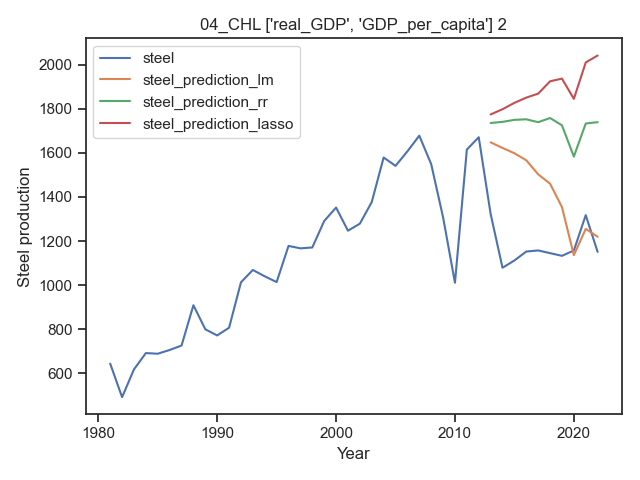 04_CHL ['real_GDP', 'GDP_per_capita'] 2
steel
steel_prediction_lm
steel_prediction_rr
steel_prediction_lasso
Steel production
2000
1800
1600
1400
1200
1000
800
600
1980
1990
2000
2010
2020
Year